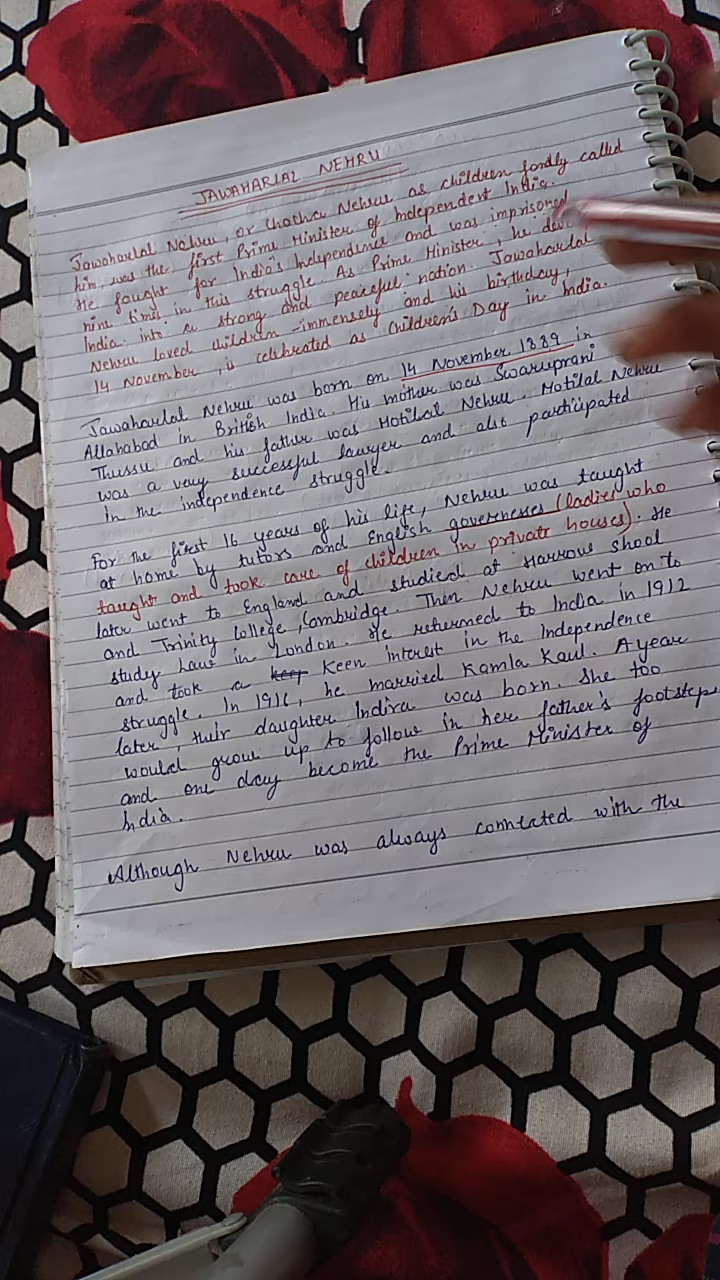 JAWAHARLAL NEHRU
Jawaharlal Nehru, or Chacha Nehru as children fondly called
him, was the first Prime Minister of Independent India.
He fought for India's Independence and was imprisoned
nine times in this struggle. As Prime Minister, he
India into a strong and peaceful nation. Jawaharlal
Nehru loved children immensely and his birthday,
14 November, is celebrated as Children's Day in India.
Jawaharlal Nehru was born on 14 November 1889 in
Allahabad in British India. His mother was Swaruprani
Thussu and his father was Motilal Nehru. Motilal Nehru
was a very successful lawyer and also participated
in the independence struggle.
For the first 16 years of his life, Nehru was taught
at home by tutors and English governesses (ladies who
taught and took care of children in private houses). He
later went to England and studied at Harrous shool
and Trinity College, Cambridge. Then Nehru went on to
study law in London. He returned to India in 1912
and took a keep keen interest in the Independence
struggle. In 1916, he married Kamla Kaul. A year
later, their daughter Indira was born. She too
would grow up to follow in her father's footsteps
and one day become the Prime Minister of
India.
Although Nehru was always conneated with the